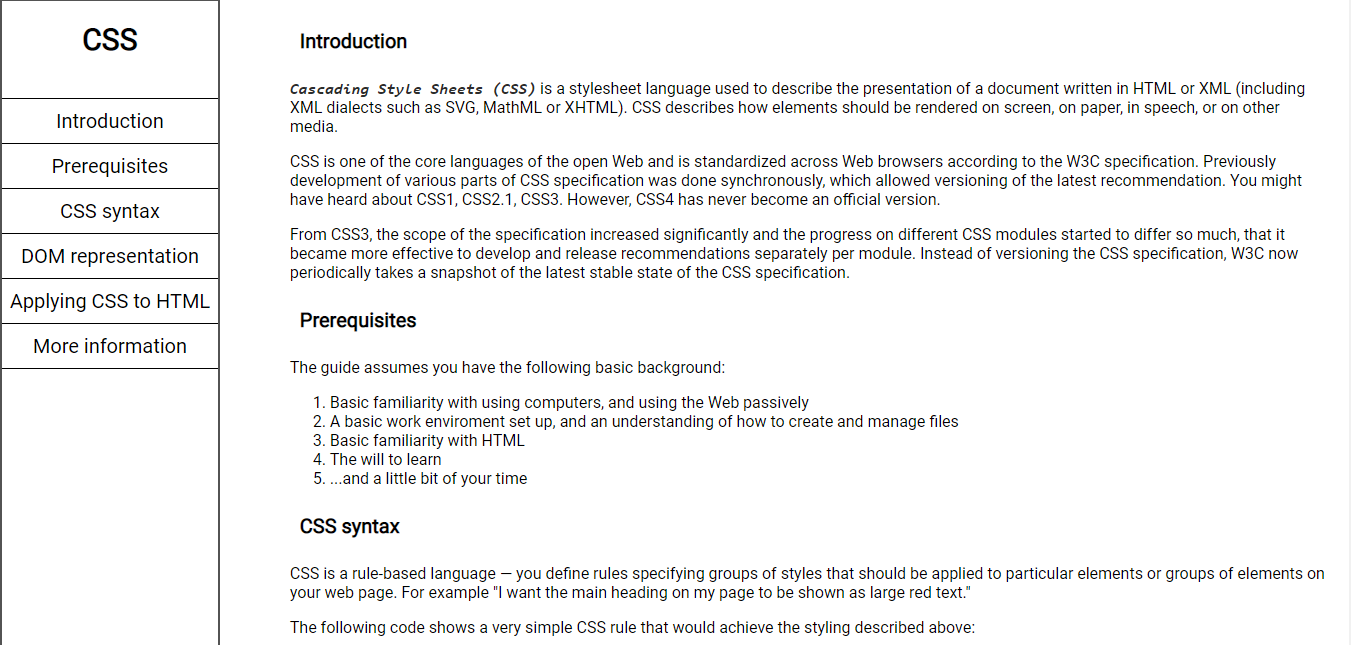 CSS
Introduction
Prerequisites
CSS syntax
DOM representation
Applying CSS to HTML
More information
Introduction
Cascading Style Sheets (CSS) is a stylesheet language used to describe the presentation of a document written in HTML or XML (including
XML dialects such as SVG, MathML or XHTML). CSS describes how elements should be rendered on screen, on paper, in speech, or on other
media.
CSS is one of the core languages of the open Web and is standardized across Web browsers according to the W3C specification. Previously
development of various parts of CSS specification was done synchronously, which allowed versioning of the latest recommendation. You might
have heard about CSS1, CSS2.1, CSS3. However, CSS4 has never become an official version.
From CSS3, the scope of the specification increased significantly and the progress on different CSS modules started to differ so much, that it
became more effective to develop and release recommendations separately per module. Instead of versioning the CSS specification, W3C now
periodically takes a snapshot of the latest stable state of the CSS specification.
Prerequisites
The guide assumes you have the following basic background:
1. Basic familiarity with using computers, and using the Web passively
2. A basic work enviroment set up, and an understanding of how to create and manage files
3. Basic familiarity with HTML
4. The will to learn
5. ...and a little bit of your time
CSS syntax
CSS is a rule-based language — you define rules specifying groups of styles that should be applied to particular elements or groups of elements on
your web page. For example "I want the main heading on my page to be shown as large red text."
The following code shows a very simple CSS rule that would achieve the styling described above: